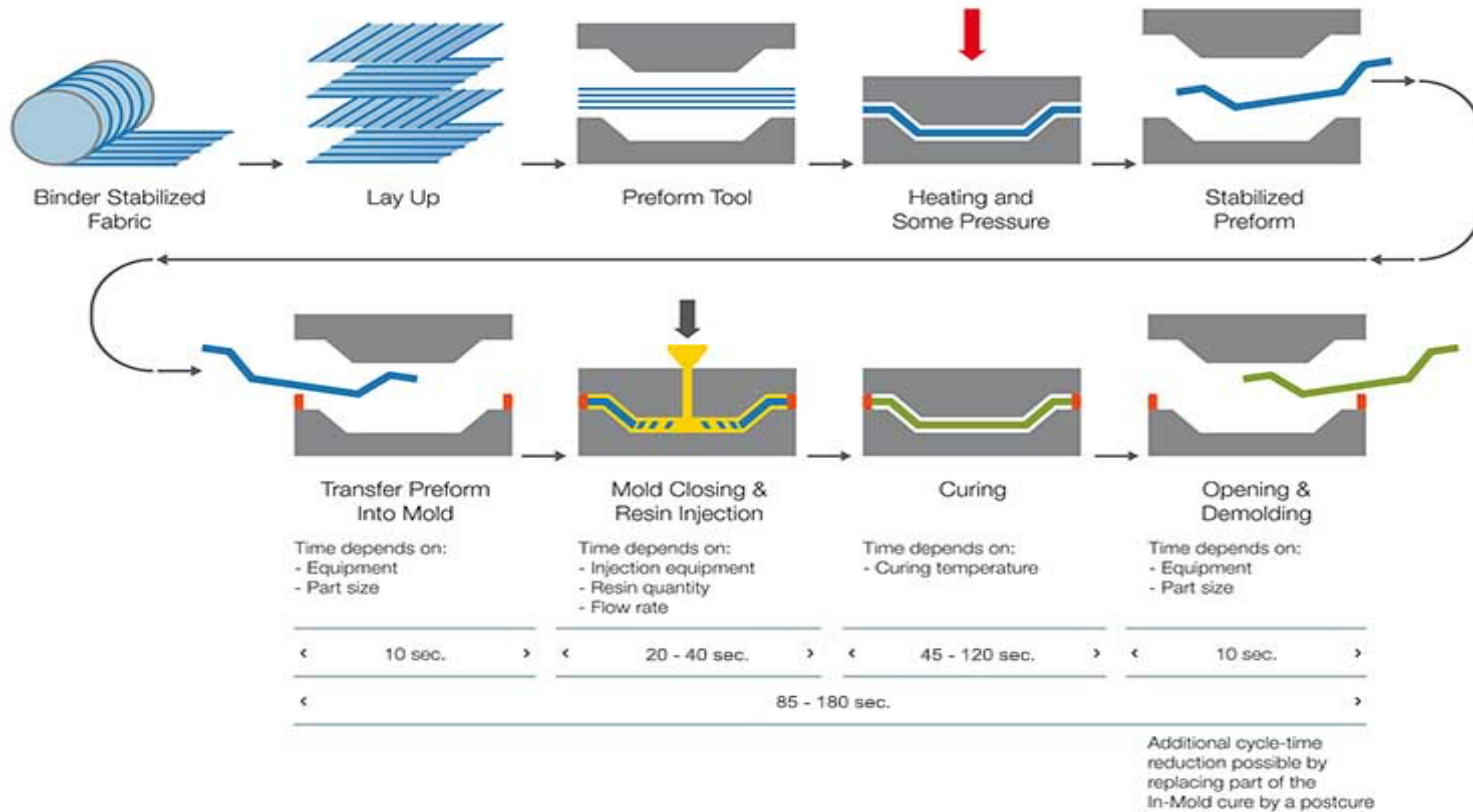 Binder Stabilized
Fabric
Lay Up
Preform Tool
Heating and
Some Pressure
Stabilized
Preform
Transfer Preform
Into Mold
Time depends on:
- Equipment
- Part size
Mold Closing &
Resin Injection
Time depends on:
- Injection equipment
- Resin quantity
- Flow rate
Curing
Time depends on:
- Curing temperature
Opening &
Demolding
Time depends on:
- Equipment
- Part size
10 sec.
20 - 40 sec.
45 - 120 sec.
10 sec.
85 - 180 sec.
Additional cycle-time
reduction possible by
replacing part of the
In-Mold cure by a postcure